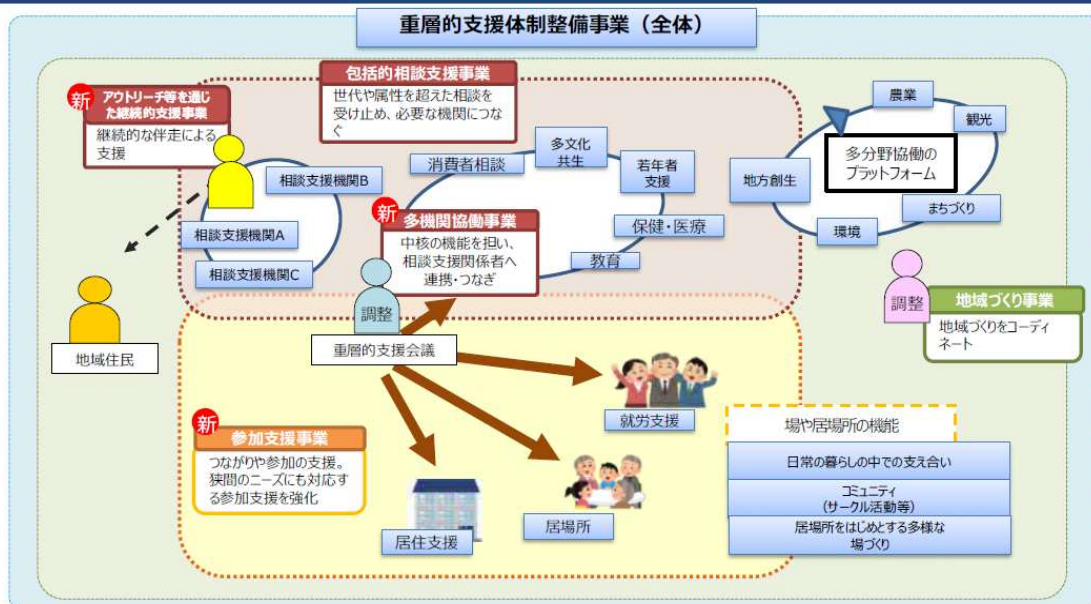 重層的支援体制整備事業（全体）
新
アウトリーチ等を通じ
た継続的支援事業
継続的な伴走による
支援
包括的相談支援事業
世代や属性を超えた相談を
受け止め、必要な機関につな
ぐ
相談支援機関B
相談支援機関A
相談支援機関C
地域住民
消費者相談
多文化
共生
若年者
支援
保健・医療
教育
新
多機関協働事業
中核の機能を担い、
相談支援関係者へ
連携・つなぎ
調整
重層的支援会議
農業
観光
地方創生
多分野協働の
プラットフォーム
まちづくり
環境
調整
地域づくり事業
地域づくりをコーディ
ネート
新
参加支援事業
つながりや参加の支援。
狭間のニーズにも対応す
る参加支援を強化
就労支援
居住支援
居場所
場や居場所の機能
日常の暮らしの中での支え合い
コミュニティ
(サークル活動等)
居場所をはじめとする多様な
場づくり